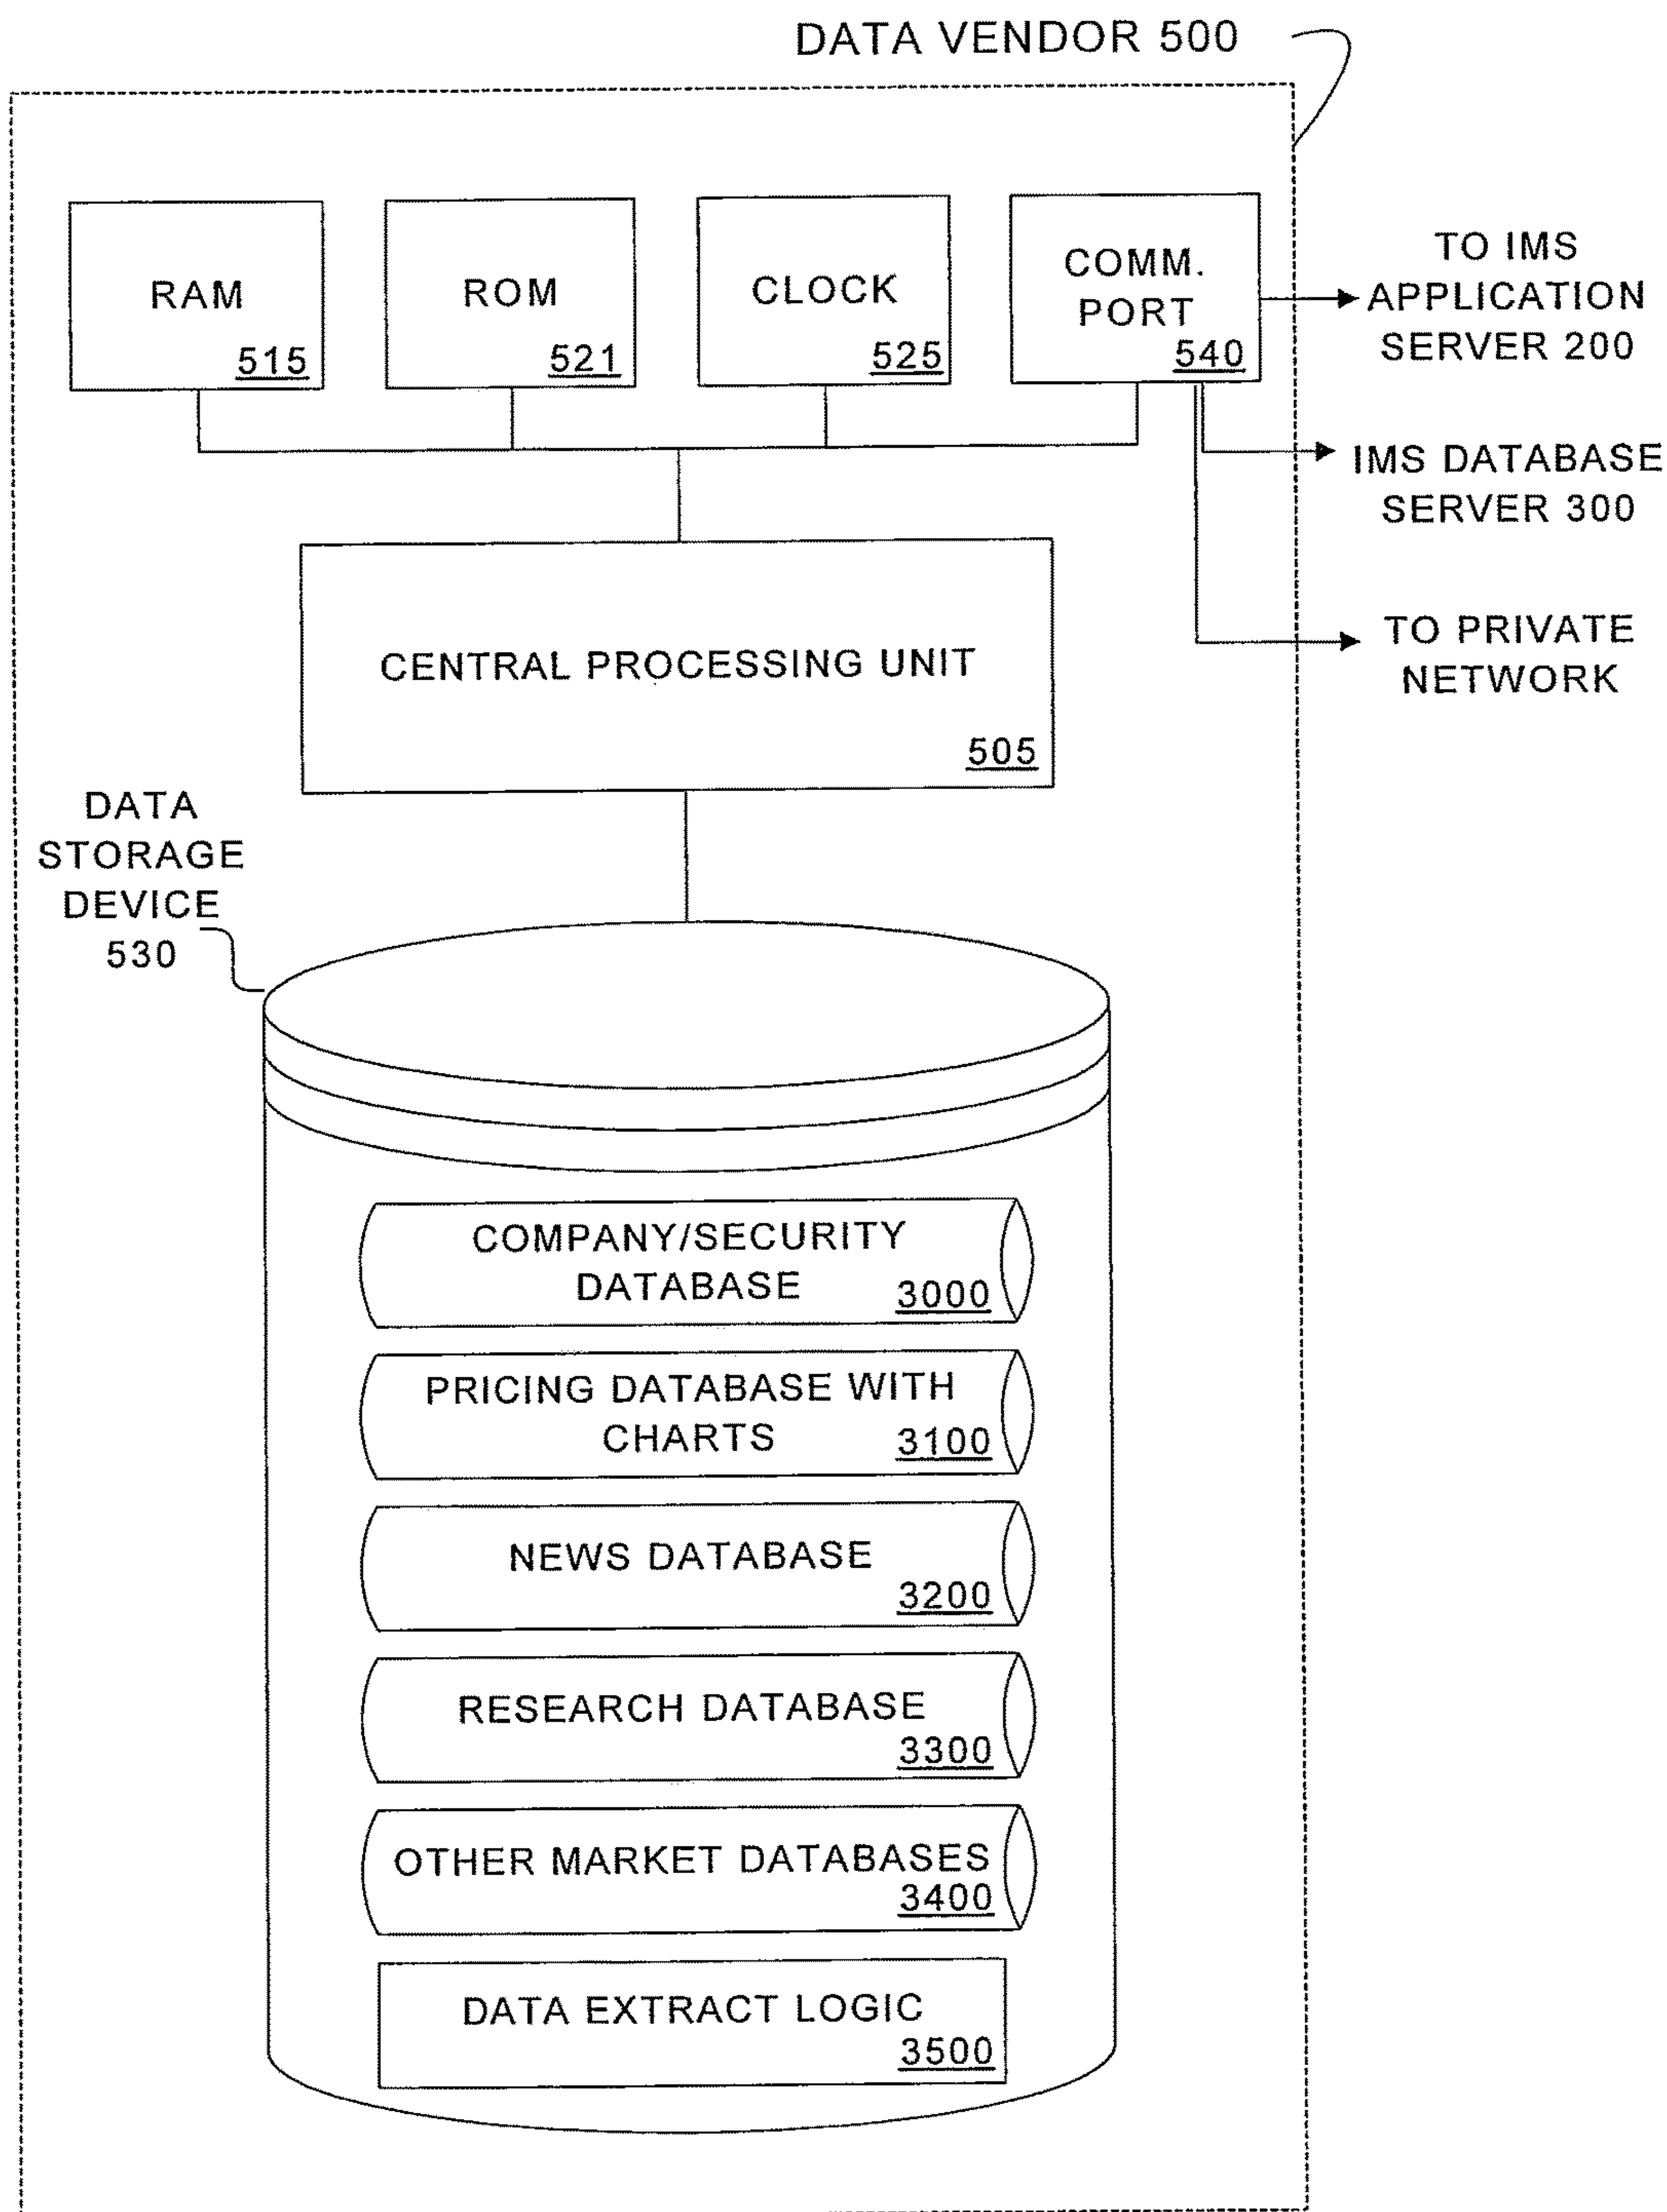 DATA VENDOR 500
RAM
515
ROM
521
CLOCK
525
COMM.
PORT
540
TO IMS
APPLICATION
SERVER 200
IMS DATABASE
SERVER 300
TO PRIVATE
NETWORK
CENTRAL PROCESSING UNIT
505
DATA
STORAGE
DEVICE
530
COMPANY/SECURITY
DATABASE
3000
PRICING DATABASE WITH
CHARTS
3100
NEWS DATABASE
3200
RESEARCH DATABASE
3300
OTHER MARKET DATABASES
3400
DATA EXTRACT LOGIC
3500